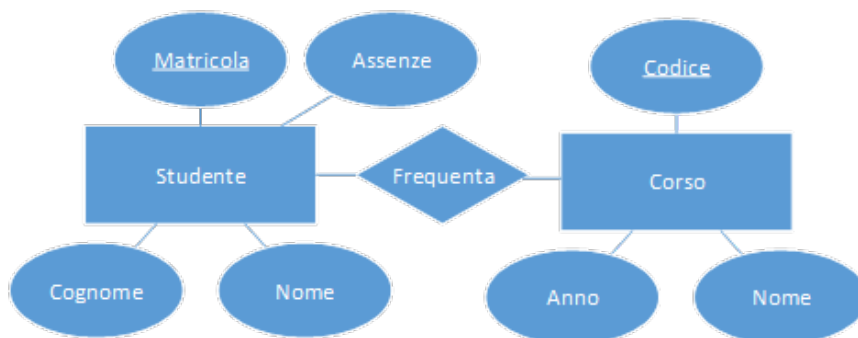 Matricola
Assenze
Codice
Studente
Frequenta
Corso
Cognome
Nome
Anno
Nome